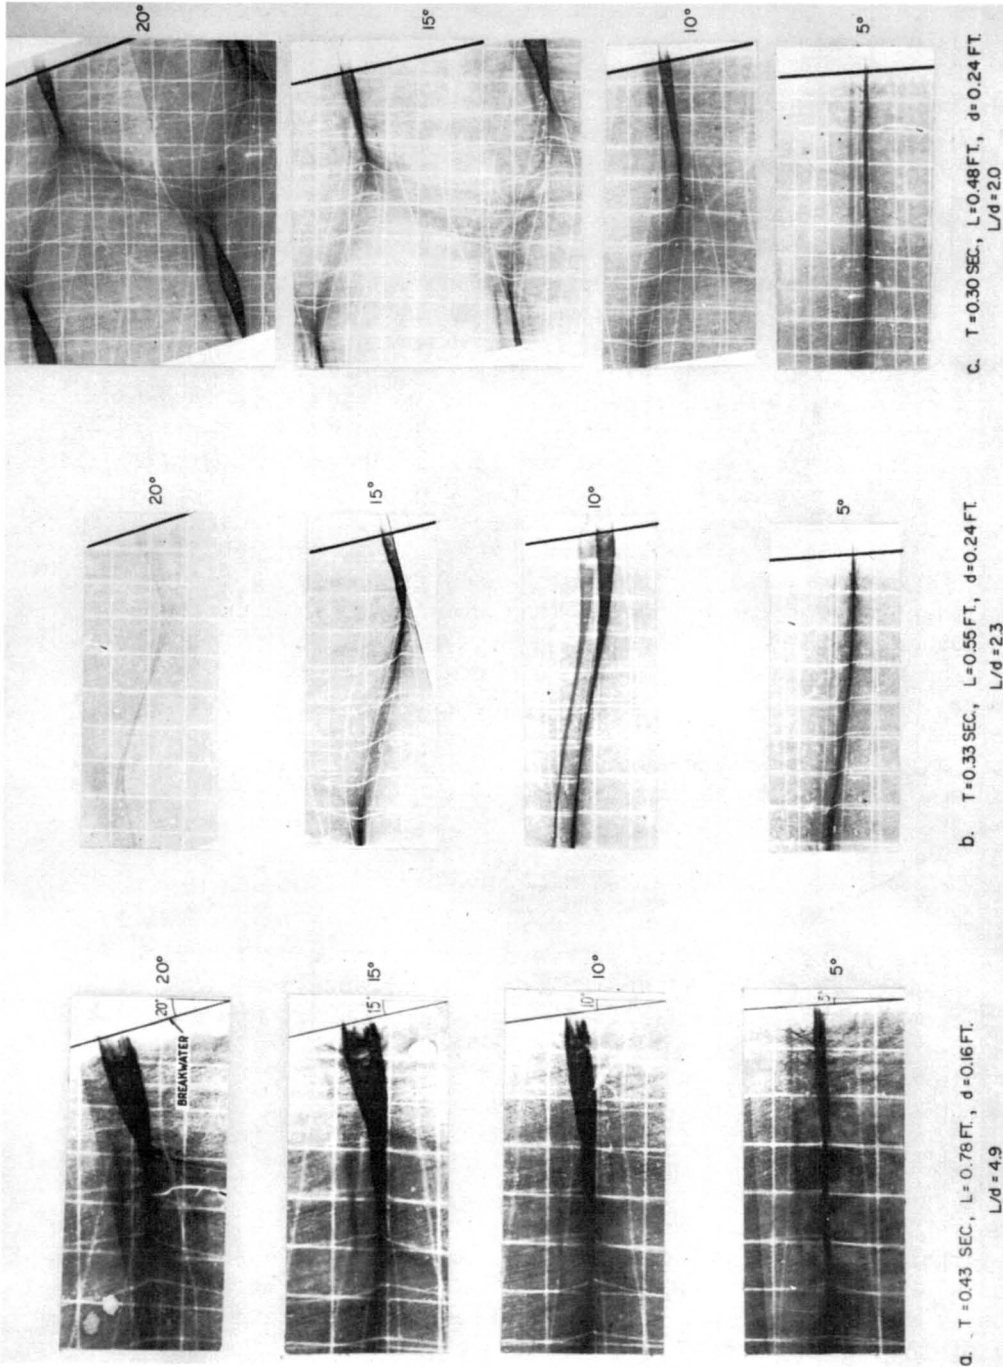 20°
15°
10°
5°
20°
BREAKWATER
15°
10°
5°
a. T = 0.43 SEC., L = 0.78 FT., d = 0.16 FT.
L/d = 4.9
20°
15°
10°
5°
b. T = 0.33 SEC., L = 0.55 FT., d = 0.24 FT.
L/d = 2.3
20°
15°
10°
5°
c. T = 0.30 SEC., L = 0.48 FT., d = 0.24 FT.
L/d = 2.0